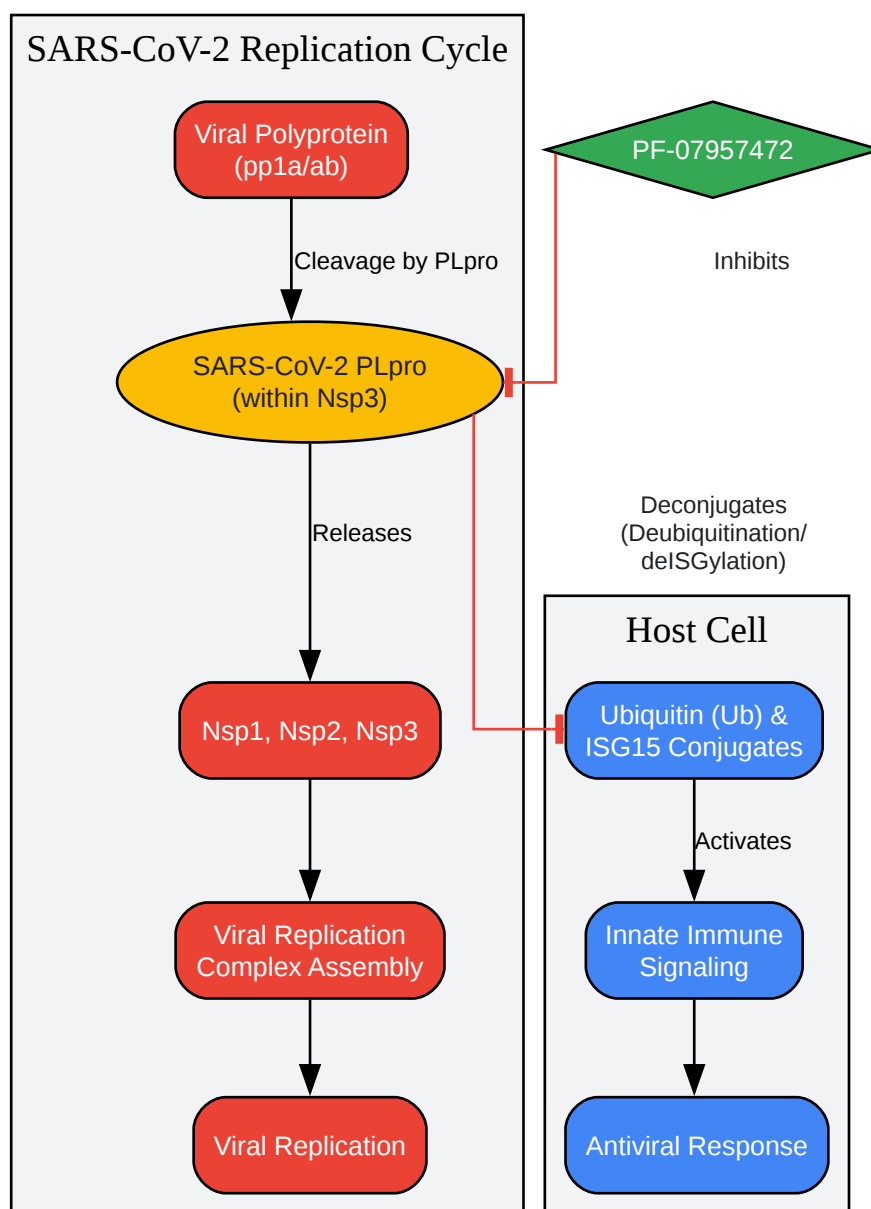 SARS-CoV-2 Replication Cycle
Viral Polyprotein
(pp1a/ab)
PF-07957472
Cleavage by PLpro
Inhibits
SARS-CoV-2 PLpro
(within Nsp3)
Releases
Deconjugates
(Deubiquitination/
deISGylation)
Host Cell
Nsp1, Nsp2, Nsp3
Ubiquitin (Ub) &
ISG15 Conjugates
Activates
Viral Replication
Complex Assembly
Innate Immune
Signaling
Viral Replication
Antiviral Response